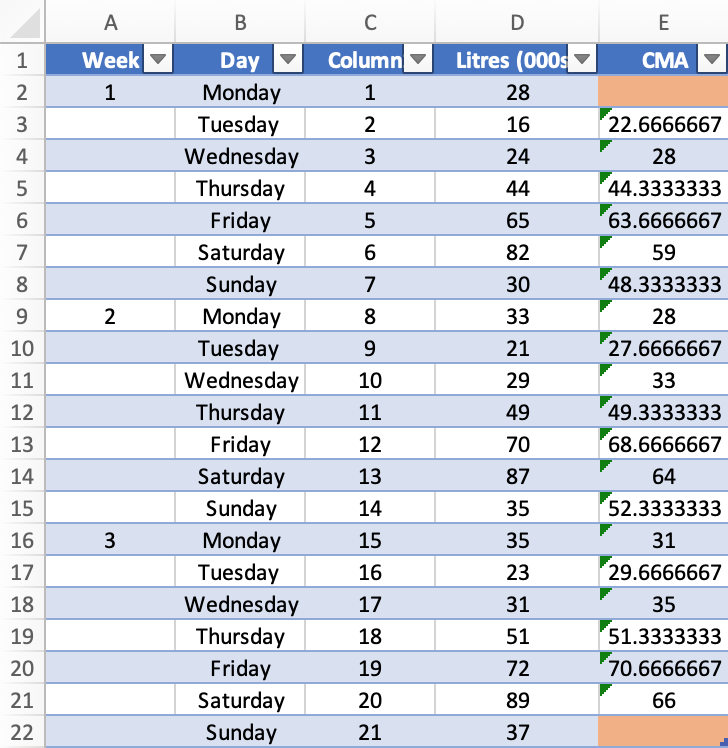 A B C D E
1 Week Day Column Litres (000s CMA
2 1 Monday 1 28
3 Tuesday 2 16 22.6666667
4 Wednesday 3 24 28
5 Thursday 4 44 44.3333333
6 Friday 5 65 63.6666667
7 Saturday 6 82 59
8 Sunday 7 30 48.3333333
9 2 Monday 8 33 28
10 Tuesday 9 21 27.6666667
11 Wednesday 10 29 33
12 Thursday 11 49 49.3333333
13 Friday 12 70 68.6666667
14 Saturday 13 87 64
15 Sunday 14 35 52.3333333
16 3 Monday 15 35 31
17 Tuesday 16 23 29.6666667
18 Wednesday 17 31 35
19 Thursday 18 51 51.3333333
20 Friday 19 72 70.6666667
21 Saturday 20 89 66
22 Sunday 21 37